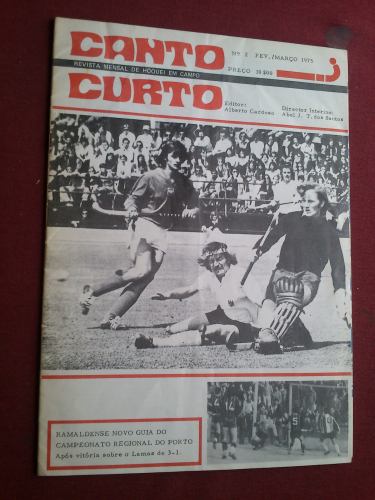 CANTO
Nº 2 FEV./MARÇO 1975
REVISTA MENSAL DE HÓQUEI EM CAMPO
PREÇO 10$00
CURTO
Editor:
Alberto Cardoso
Director Interino:
Abel J. T. dos Santos
RAMALDENSE NOVO GUIA DO
CAMPEONATO REGIONAL DO PORTO
Após vitória sobre o Lamas de 3-1.